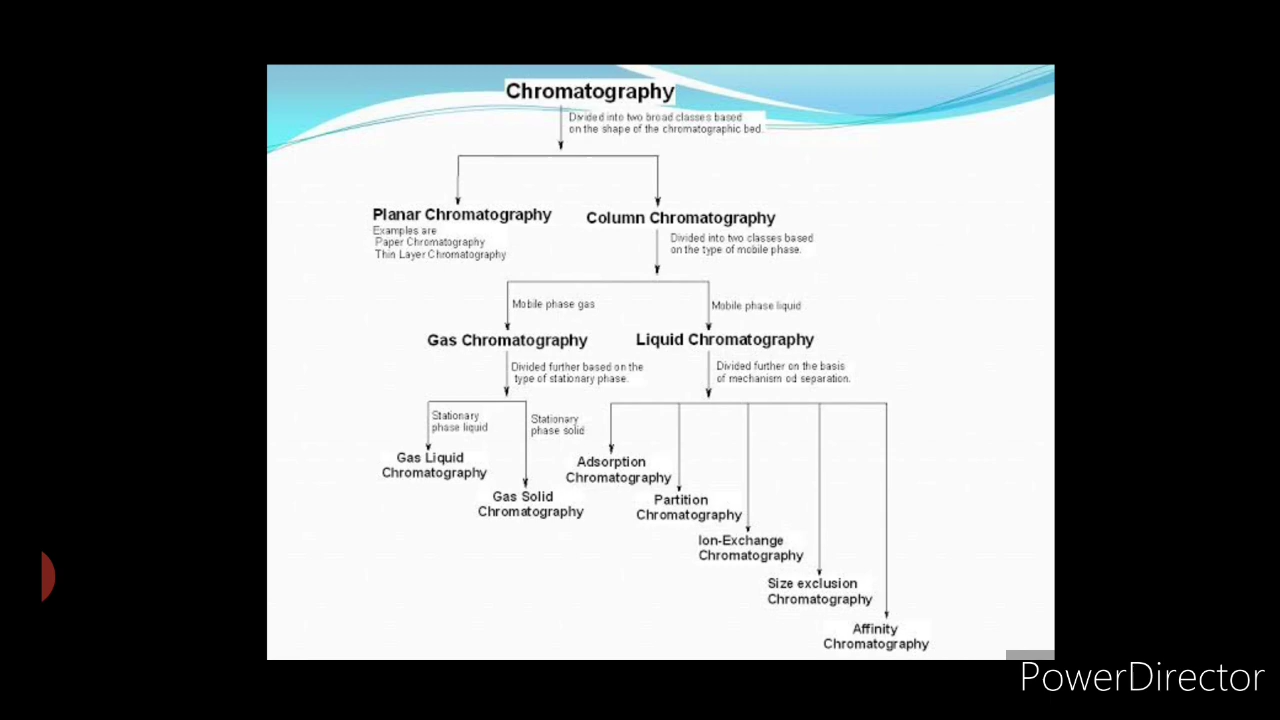 Chromatography
Divided into two broad classes based
on the shape of the chromatographic bed.
Planar Chromatography
Examples are
Paper Chromatography
Thin Layer Chromatography
Column Chromatography
Divided into two classes based
on the type of mobile phase.
Mobile phase gas
Mobile phase liquid
Gas Chromatography
Liquid Chromatography
Divided further based on the
type of stationary phase.
Divided further on the basis
of mechanism od separation.
Stationary
phase liquid
Stationary
phase solid
Gas Liquid
Chromatography
Gas Solid
Chromatography
Adsorption
Chromatography
Partition
Chromatography
Ion-Exchange
Chromatography
Size exclusion
Chromatography
Affinity
Chromatography
PowerDirector